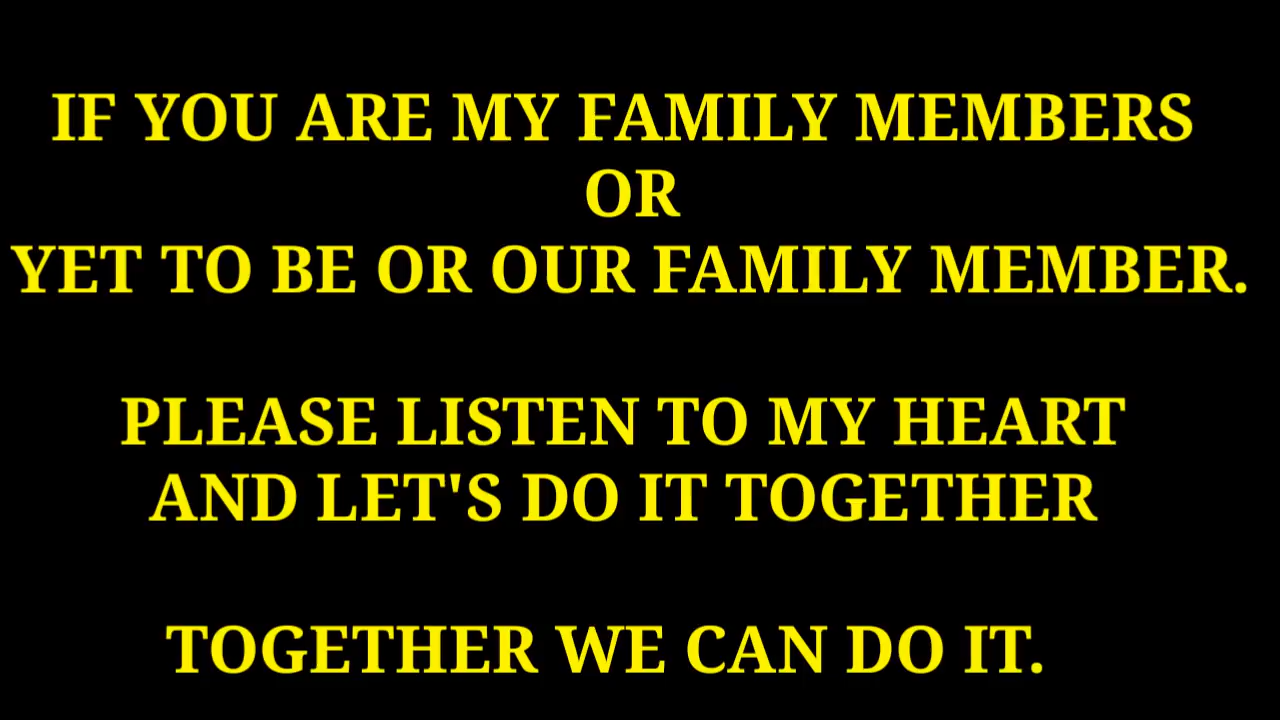 IF YOU ARE MY FAMILY MEMBERS
OR
YET TO BE OR OUR FAMILY MEMBER.
PLEASE LISTEN TO MY HEART
AND LET'S DO IT TOGETHER
TOGETHER WE CAN DO IT.